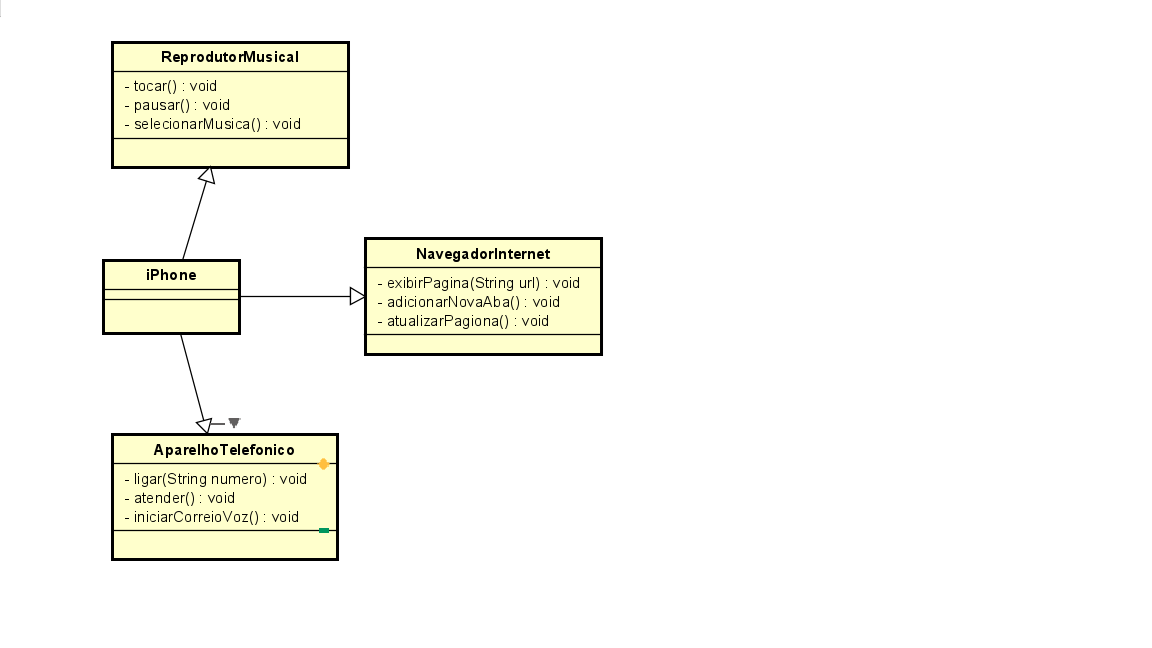 ReprodutorMusical
- tocar() : void
- pausar() : void
- selecionarMusica() : void
iPhone
NavegadorInternet
- exibirPagina(String url) : void
- adicionarNovaAba() : void
- atualizarPagiona() : void
AparelhoTelefonico
- ligar(String numero) : void
- atender() : void
- iniciarCorreioVoz() : void